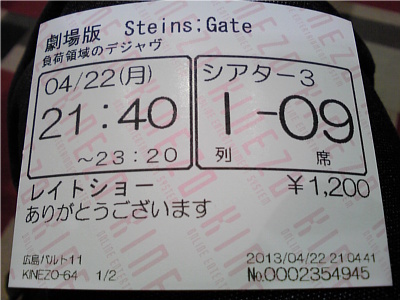 劇場版 Steins;Gate
負荷領域のデジャヴ
04/22(月)
21:40
～23:20
シアター3
I-09
列 席
レイトショー
¥1,200
ありがとうございます
広島バルト11
2013/04/22 21:04:41
KINEZO-64 1/2
No.0002354945